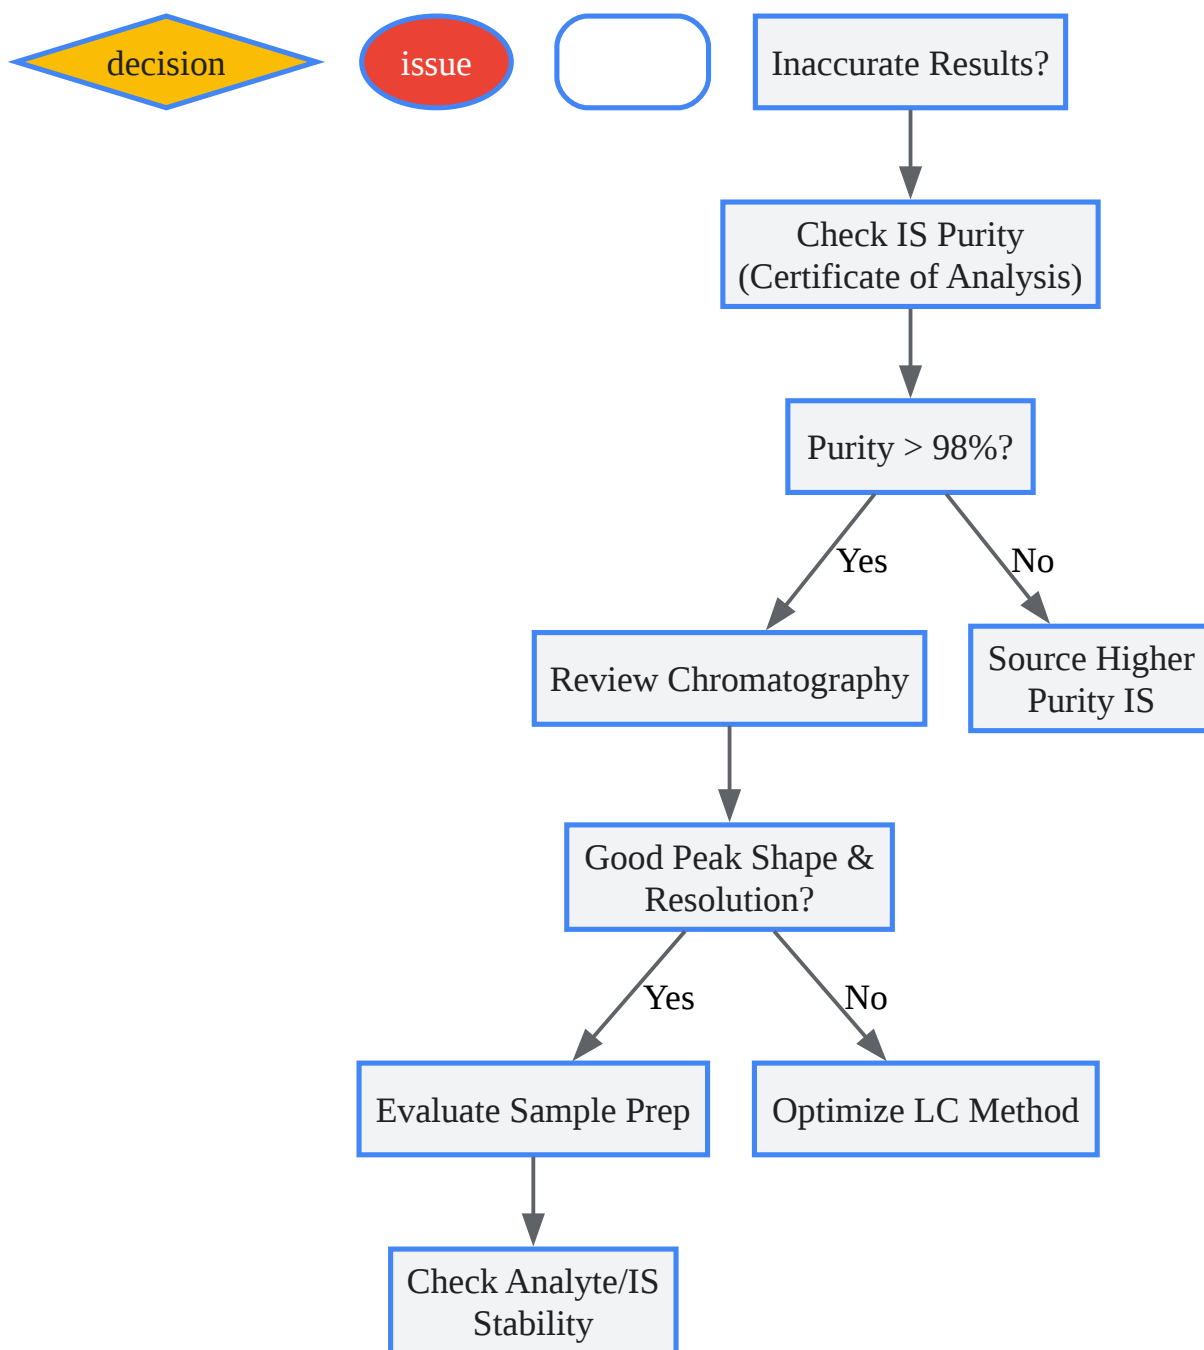 decision
issue
Inaccurate Results?
Check IS Purity
(Certificate of Analysis)
Purity > 98%?
Yes
No
Review Chromatography
Source Higher
Purity IS
Good Peak Shape &
Resolution?
Yes
No
Evaluate Sample Prep
Optimize LC Method
Check Analyte/IS
Stability